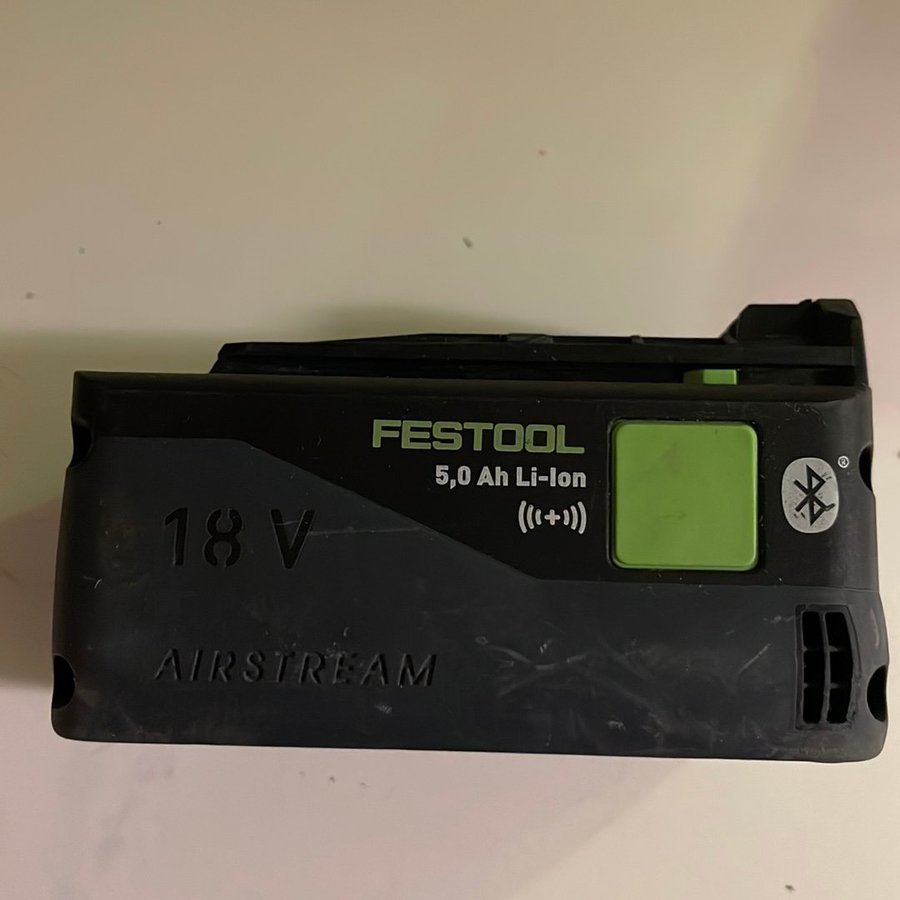 FESTOOL
5,0 Ah Li-Ion
18 V
AIRSTREAM
®